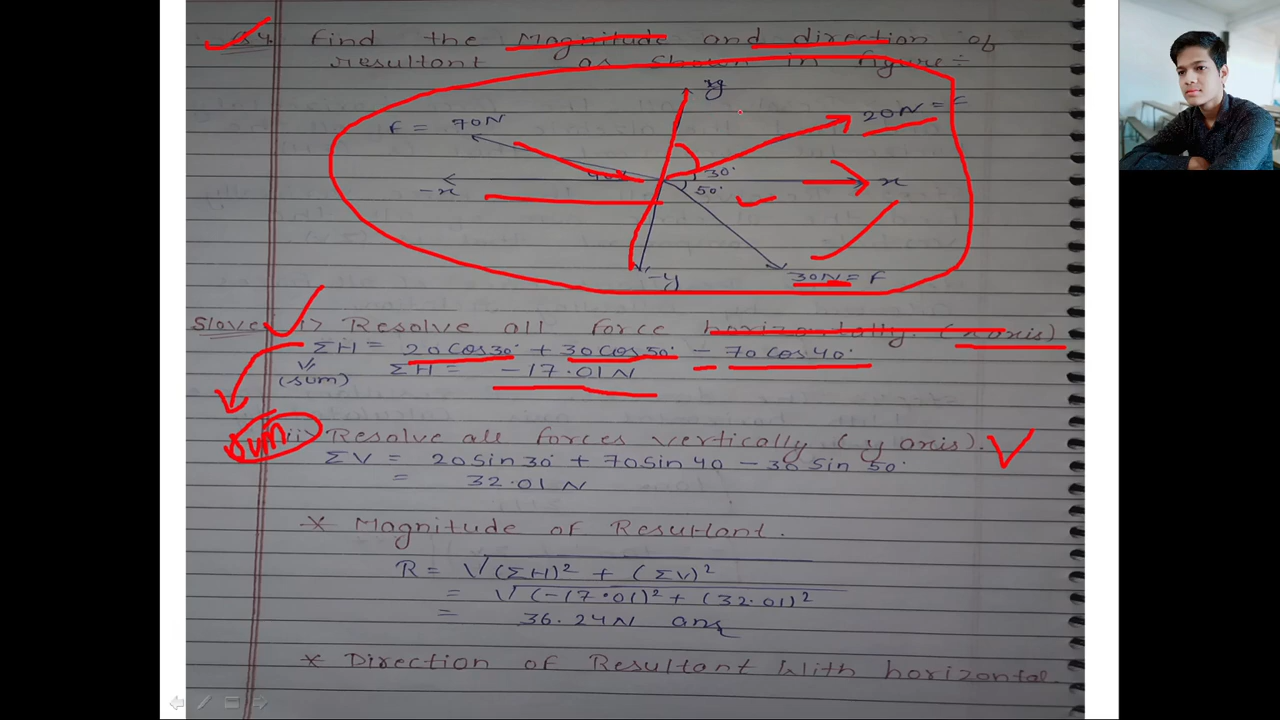 Q4. Find the Magnitude and direction of
resultant as shown in figure÷
y
F = 70N
20N = F
40°
30°
-x
50°
x
-y
30N = F
Slove i> Resolve all force horizontally. (x axis)
ΣH = 20 cos 30° + 30 cos 50° - 70 cos 40°
(sum)
ΣH = -17.01 N
sum
ii> Resolve all forces vertically (y axis).
ΣV = 20 sin 30° + 70 sin 40 - 30 sin 50°
= 32.01 N
* Magnitude of Resultant.
R = √(ΣH)² + (ΣV)²
= √(-17.01)² + (32.01)²
= 36.24N ans
* Direction of Resultant with horizontal.